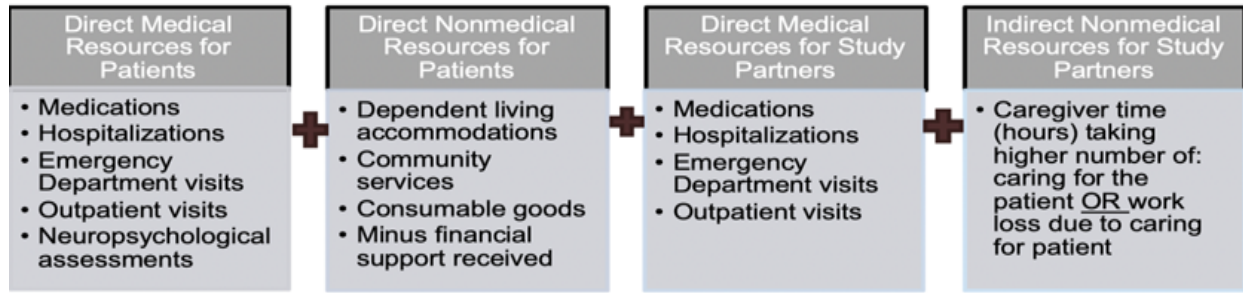 Direct Medical
Resources for
Patients
• Medications
• Hospitalizations
• Emergency
Department visits
• Outpatient visits
• Neuropsychological
assessments
Direct Nonmedical
Resources for
Patients
• Dependent living
accommodations
• Community
services
• Consumable goods
• Minus financial
support received
Direct Medical
Resources for Study
Partners
• Medications
• Hospitalizations
• Emergency
Department visits
• Outpatient visits
Indirect Nonmedical
Resources for Study
Partners
• Caregiver time
(hours) taking
higher number of:
caring for the
patient OR work
loss due to caring
for patient